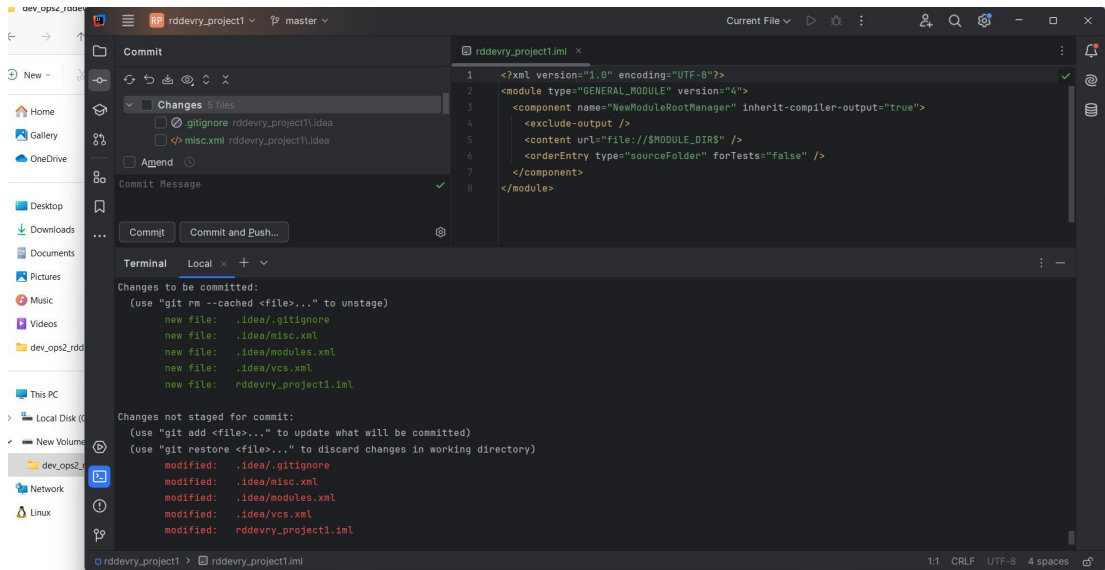 dev_ops2_rddev
New
Home
Gallery
OneDrive
Desktop
Downloads
Documents
Pictures
Music
Videos
dev_ops2_rdd
This PC
Local Disk (C
New Volume
dev_ops2_r
Network
Linux
RP rddevry_project1 master Current File
Commit
Changes 5 files
.gitignore rddevry_project1\.idea
misc.xml rddevry_project1\.idea
Amend
Commit Message
Commit Commit and Push...
rddevry_project1.iml
1 <?xml version="1.0" encoding="UTF-8"?>
2 <module type="GENERAL_MODULE" version="4">
3 <component name="NewModuleRootManager" inherit-compiler-output="true">
4 <exclude-output />
5 <content url="file://$MODULE_DIR$" />
6 <orderEntry type="sourceFolder" forTests="false" />
7 </component>
8 </module>
Terminal Local
Changes to be committed:
(use "git rm --cached <file>..." to unstage)
new file: .idea/.gitignore
new file: .idea/misc.xml
new file: .idea/modules.xml
new file: .idea/vcs.xml
new file: rddevry_project1.iml
Changes not staged for commit:
(use "git add <file>..." to update what will be committed)
(use "git restore <file>..." to discard changes in working directory)
modified: .idea/.gitignore
modified: .idea/misc.xml
modified: .idea/modules.xml
modified: .idea/vcs.xml
modified: rddevry_project1.iml
rddevry_project1 > rddevry_project1.iml 1:1 CRLF UTF-8 4 spaces